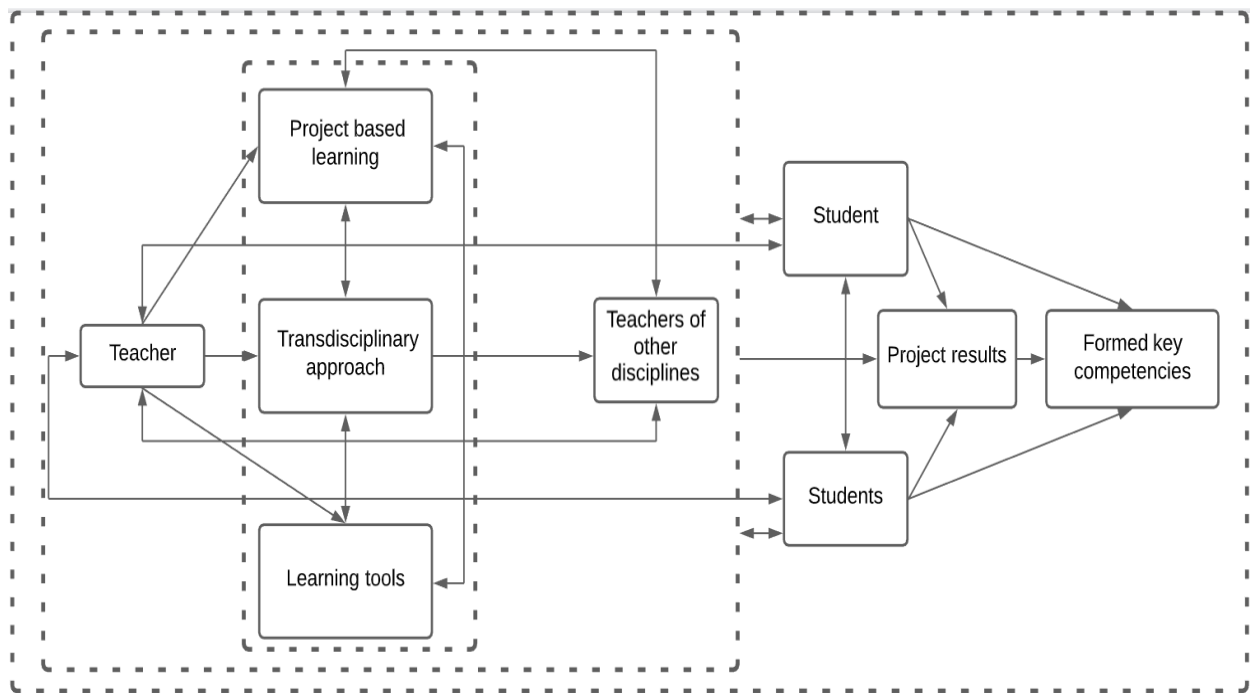 Project based
learning
Student
Teacher
Transdisciplinary
approach
Teachers of
other
disciplines
Project results
Formed key
competencies
Students
Learning tools